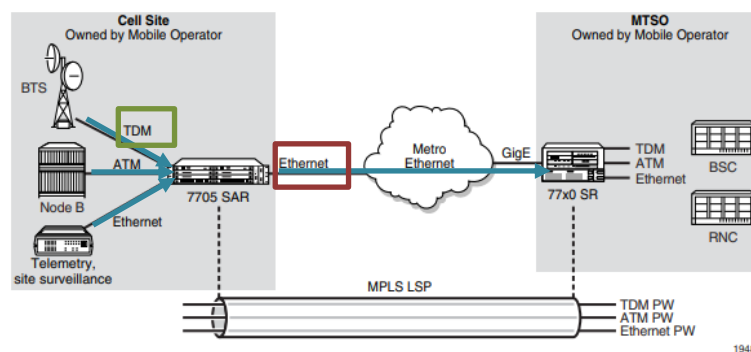 Cell Site
Owned by Mobile Operator
MTSO
Owned by Mobile Operator
BTS
TDM
ATM
Node B
Ethernet
Telemetry,
site surveillance
7705 SAR
Ethernet
Metro
Ethernet
GigE
77x0 SR
TDM
ATM
Ethernet
BSC
RNC
MPLS LSP
TDM PW
ATM PW
Ethernet PW